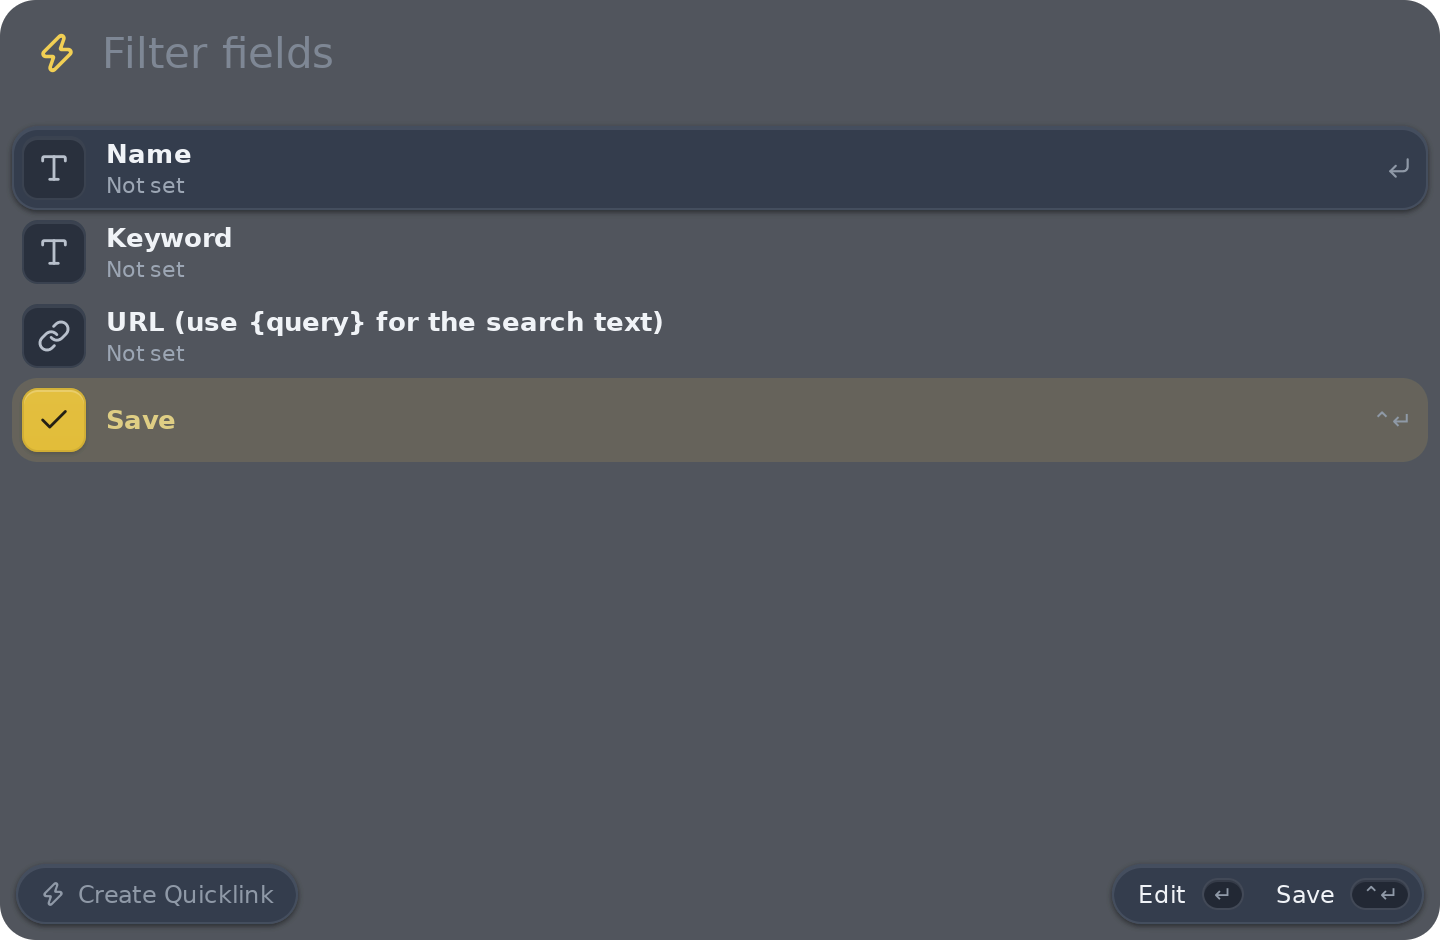 Filter fields
Name
Not set
Keyword
Not set
URL (use {query} for the search text)
Not set
Save
Create Quicklink
Edit
Save